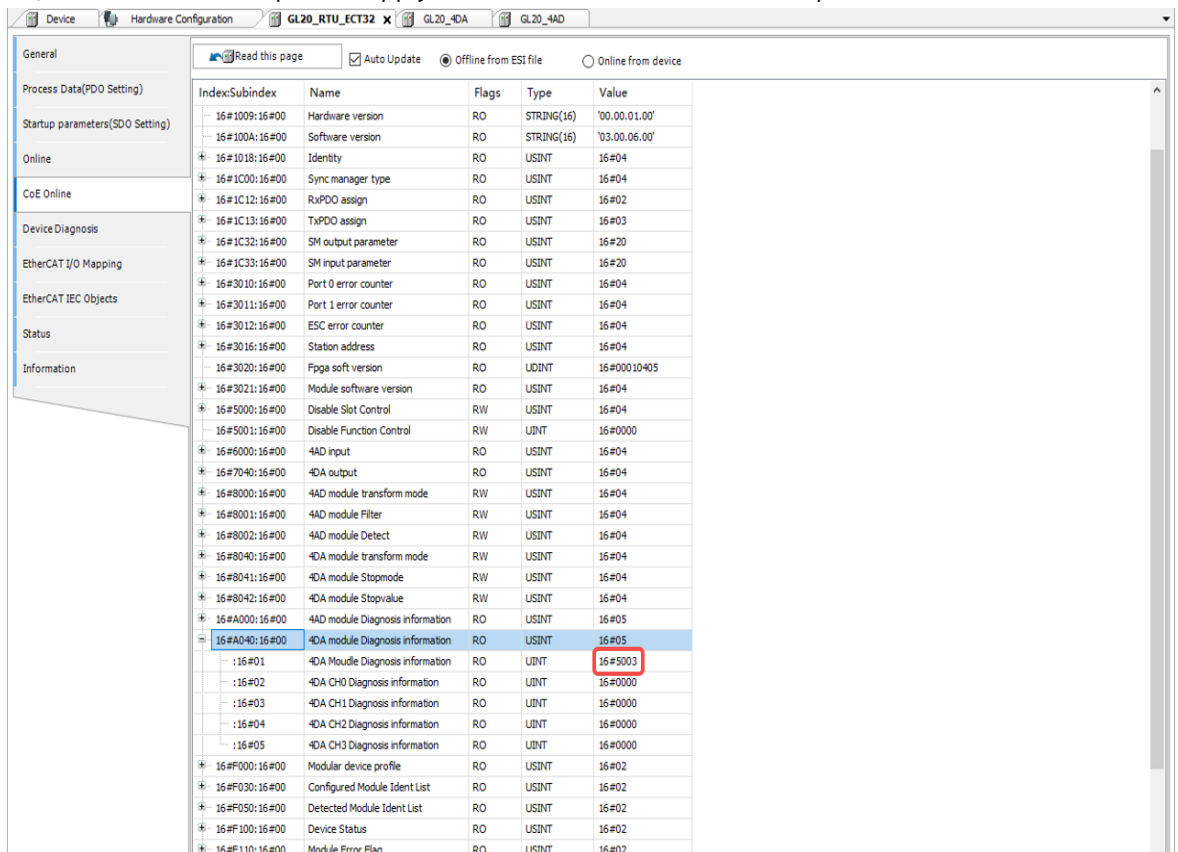 Device Hardware Configuration GL20_RTU_ECT32 x GL20_4DA GL20_4AD
General
Process Data(PDO Setting)
Startup parameters(SDO Setting)
Online
CoE Online
Device Diagnosis
EtherCAT I/O Mapping
EtherCAT IEC Objects
Status
Information
Read this page Auto Update Offline from ESI file Online from device
Index:Subindex Name Flags Type Value
16#1009:16#00 Hardware version RO STRING(16) '00.00.01.00'
16#100A:16#00 Software version RO STRING(16) '03.00.06.00'
16#1018:16#00 Identity RO USINT 16#04
16#1C00:16#00 Sync manager type RO USINT 16#04
16#1C12:16#00 RxPDO assign RO USINT 16#02
16#1C13:16#00 TxPDO assign RO USINT 16#03
16#1C32:16#00 SM output parameter RO USINT 16#20
16#1C33:16#00 SM input parameter RO USINT 16#20
16#3010:16#00 Port 0 error counter RO USINT 16#04
16#3011:16#00 Port 1 error counter RO USINT 16#04
16#3012:16#00 ESC error counter RO USINT 16#04
16#3016:16#00 Station address RO USINT 16#04
16#3020:16#00 Fpga soft version RO UDINT 16#00010405
16#3021:16#00 Module software version RO USINT 16#04
16#5000:16#00 Disable Slot Control RW USINT 16#04
16#5001:16#00 Disable Function Control RW UINT 16#0000
16#6000:16#00 4AD input RO USINT 16#04
16#7040:16#00 4DA output RO USINT 16#04
16#8000:16#00 4AD module transform mode RW USINT 16#04
16#8001:16#00 4AD module Filter RW USINT 16#04
16#8002:16#00 4AD module Detect RW USINT 16#04
16#8040:16#00 4DA module transform mode RW USINT 16#04
16#8041:16#00 4DA module Stopmode RW USINT 16#04
16#8042:16#00 4DA module Stopvalue RW USINT 16#04
16#A000:16#00 4AD module Diagnosis information RO USINT 16#05
16#A040:16#00 4DA module Diagnosis information RO USINT 16#05
:16#01 4DA Moudle Diagnosis information RO UINT 16#5003
:16#02 4DA CH0 Diagnosis information RO UINT 16#0000
:16#03 4DA CH1 Diagnosis information RO UINT 16#0000
:16#04 4DA CH2 Diagnosis information RO UINT 16#0000
:16#05 4DA CH3 Diagnosis information RO UINT 16#0000
16#F000:16#00 Modular device profile RO USINT 16#02
16#F030:16#00 Configured Module Ident List RO USINT 16#02
16#F050:16#00 Detected Module Ident List RO USINT 16#02
16#F100:16#00 Device Status RO USINT 16#02
16#F110:16#00 Module Error Flag RO USINT 16#02